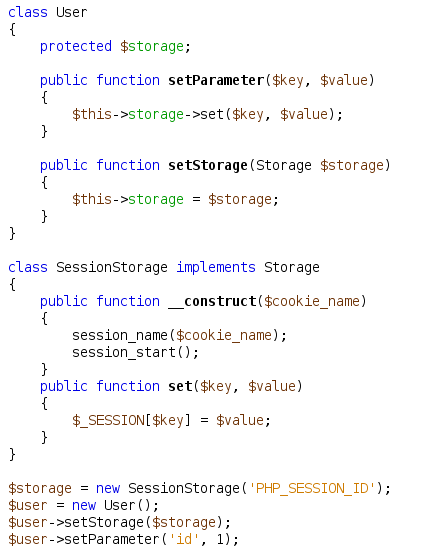 class User
{
    protected $storage;

    public function setParameter($key, $value)
    {
        $this->storage->set($key, $value);
    }

    public function setStorage(Storage $storage)
    {
        $this->storage = $storage;
    }
}

class SessionStorage implements Storage
{
    public function __construct($cookie_name)
    {
        session_name($cookie_name);
        session_start();
    }
    public function set($key, $value)
    {
        $_SESSION[$key] = $value;
    }
}

$storage = new SessionStorage('PHP_SESSION_ID');
$user = new User();
$user->setStorage($storage);
$user->setParameter('id', 1);